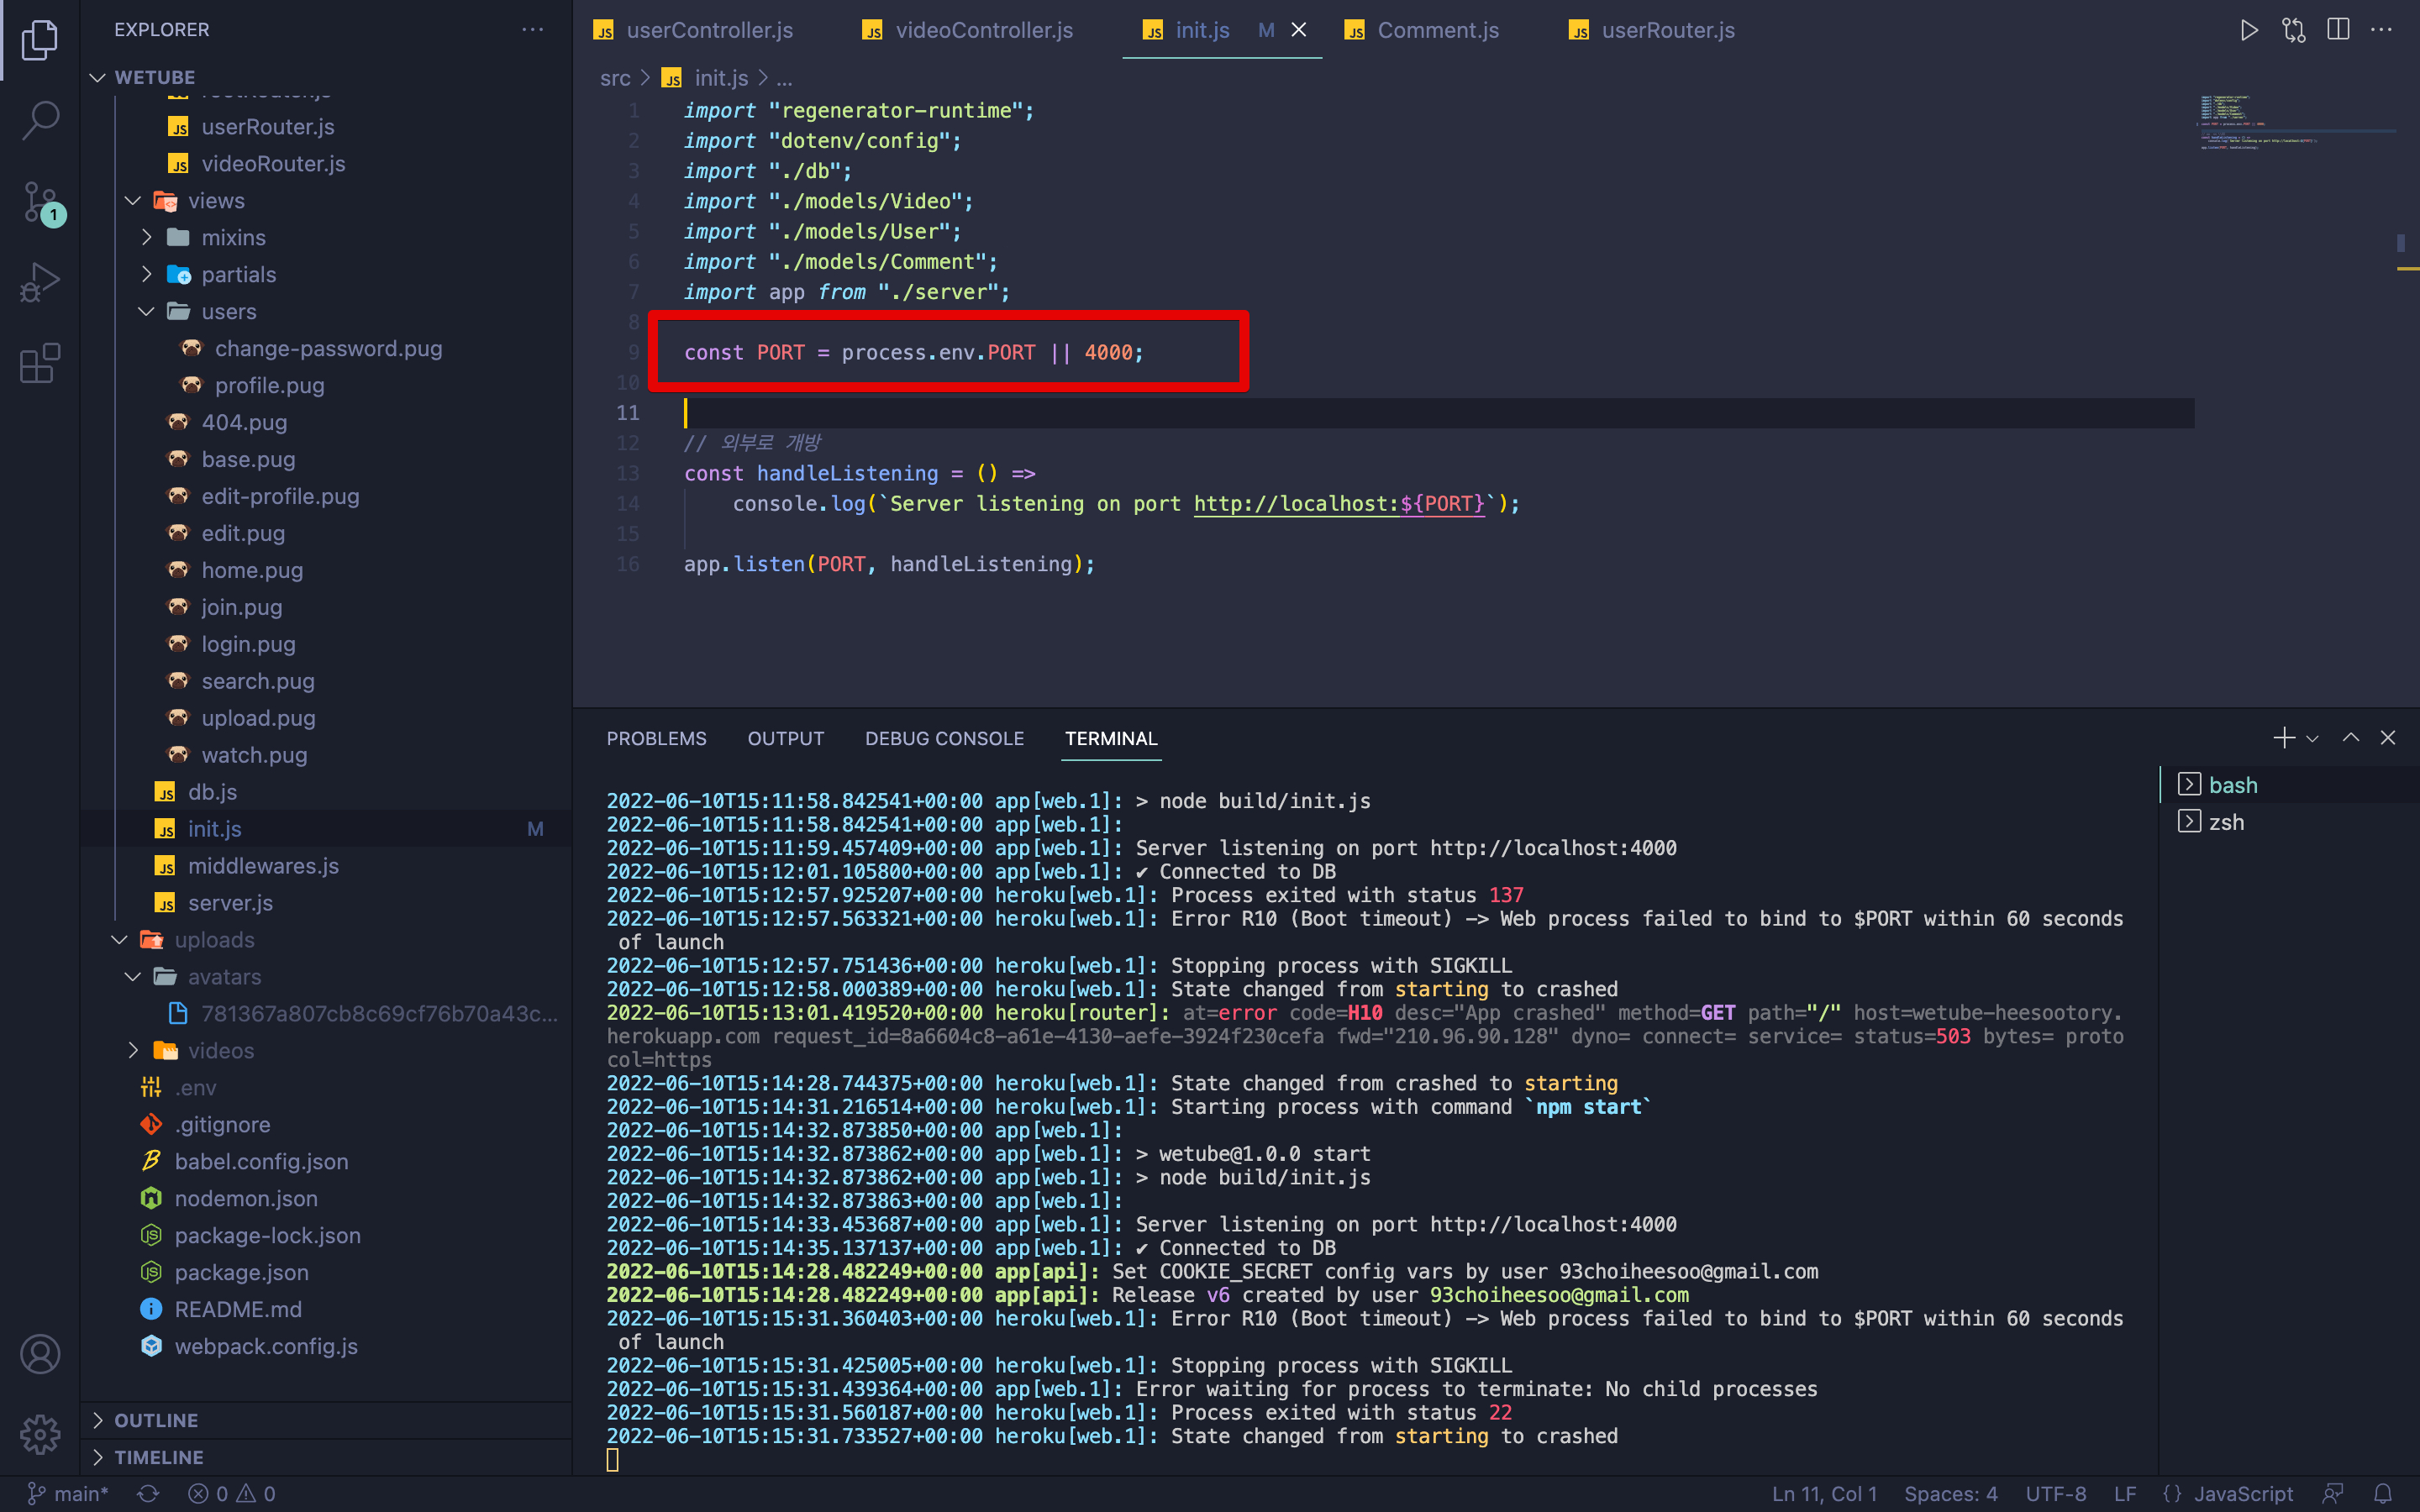 EXPLORER
WETUBE
userRouter.js
videoRouter.js
views
mixins
partials
users
change-password.pug
profile.pug
404.pug
base.pug
edit-profile.pug
edit.pug
home.pug
join.pug
login.pug
search.pug
upload.pug
watch.pug
db.js
init.js M
middlewares.js
server.js
uploads
avatars
781367a807cb8c69cf76b70a43c...
videos
.env
.gitignore
babel.config.json
nodemon.json
package-lock.json
package.json
README.md
webpack.config.js
OUTLINE
TIMELINE
1
userController.js videoController.js init.js M Comment.js userRouter.js
src > init.js > ...
1 import "regenerator-runtime";
2 import "dotenv/config";
3 import "./db";
4 import "./models/Video";
5 import "./models/User";
6 import "./models/Comment";
7 import app from "./server";
8
9 const PORT = process.env.PORT || 4000;
10
11
12 // 외부로 개방
13 const handleListening = () =>
14 console.log(`Server listening on port http://localhost:${PORT}`);
15
16 app.listen(PORT, handleListening);
PROBLEMS OUTPUT DEBUG CONSOLE TERMINAL
bash
zsh
2022-06-10T15:11:58.842541+00:00 app[web.1]: > node build/init.js
2022-06-10T15:11:58.842541+00:00 app[web.1]:
2022-06-10T15:11:59.457409+00:00 app[web.1]: Server listening on port http://localhost:4000
2022-06-10T15:12:01.105800+00:00 app[web.1]: ✔ Connected to DB
2022-06-10T15:12:57.925207+00:00 heroku[web.1]: Process exited with status 137
2022-06-10T15:12:57.563321+00:00 heroku[web.1]: Error R10 (Boot timeout) -> Web process failed to bind to $PORT within 60 seconds
of launch
2022-06-10T15:12:57.751436+00:00 heroku[web.1]: Stopping process with SIGKILL
2022-06-10T15:12:58.000389+00:00 heroku[web.1]: State changed from starting to crashed
2022-06-10T15:13:01.419520+00:00 heroku[router]: at=error code=H10 desc="App crashed" method=GET path="/" host=wetube-heesootory.
herokuapp.com request_id=8a6604c8-a61e-4130-aefe-3924f230cefa fwd="210.96.90.128" dyno= connect= service= status=503 bytes= proto
col=https
2022-06-10T15:14:28.744375+00:00 heroku[web.1]: State changed from crashed to starting
2022-06-10T15:14:31.216514+00:00 heroku[web.1]: Starting process with command `npm start`
2022-06-10T15:14:32.873850+00:00 app[web.1]:
2022-06-10T15:14:32.873862+00:00 app[web.1]: > wetube@1.0.0 start
2022-06-10T15:14:32.873862+00:00 app[web.1]: > node build/init.js
2022-06-10T15:14:32.873863+00:00 app[web.1]:
2022-06-10T15:14:33.453687+00:00 app[web.1]: Server listening on port http://localhost:4000
2022-06-10T15:14:35.137137+00:00 app[web.1]: ✔ Connected to DB
2022-06-10T15:14:28.482249+00:00 app[api]: Set COOKIE_SECRET config vars by user 93choiheesoo@gmail.com
2022-06-10T15:14:28.482249+00:00 app[api]: Release v6 created by user 93choiheesoo@gmail.com
2022-06-10T15:15:31.360403+00:00 heroku[web.1]: Error R10 (Boot timeout) -> Web process failed to bind to $PORT within 60 seconds
of launch
2022-06-10T15:15:31.425005+00:00 heroku[web.1]: Stopping process with SIGKILL
2022-06-10T15:15:31.439364+00:00 app[web.1]: Error waiting for process to terminate: No child processes
2022-06-10T15:15:31.560187+00:00 heroku[web.1]: Process exited with status 22
2022-06-10T15:15:31.733527+00:00 heroku[web.1]: State changed from starting to crashed
main* 0 0 Ln 11, Col 1 Spaces: 4 UTF-8 LF {} JavaScript